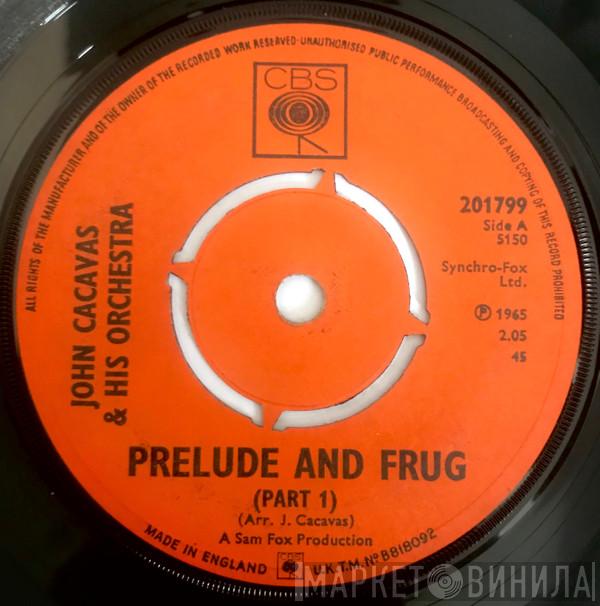 ALL RIGHTS OF THE MANUFACTURER AND OF THE OWNER OF THE RECORDED WORK RESERVED·UNAUTHORISED PUBLIC PERFORMANCE BROADCASTING AND COPYING OF THIS RECORD PROHIBITED
CBS
201799
Side A
5150
Synchro-Fox
Ltd.
℗ 1965
2.05
45
JOHN CACAVAS
& HIS ORCHESTRA
PRELUDE AND FRUG
(PART 1)
(Arr. J. Cacavas)
A Sam Fox Production
MADE IN ENGLAND CBS U.K.T.M. Nº B818092
МАРКЕТ ВИНИЛА